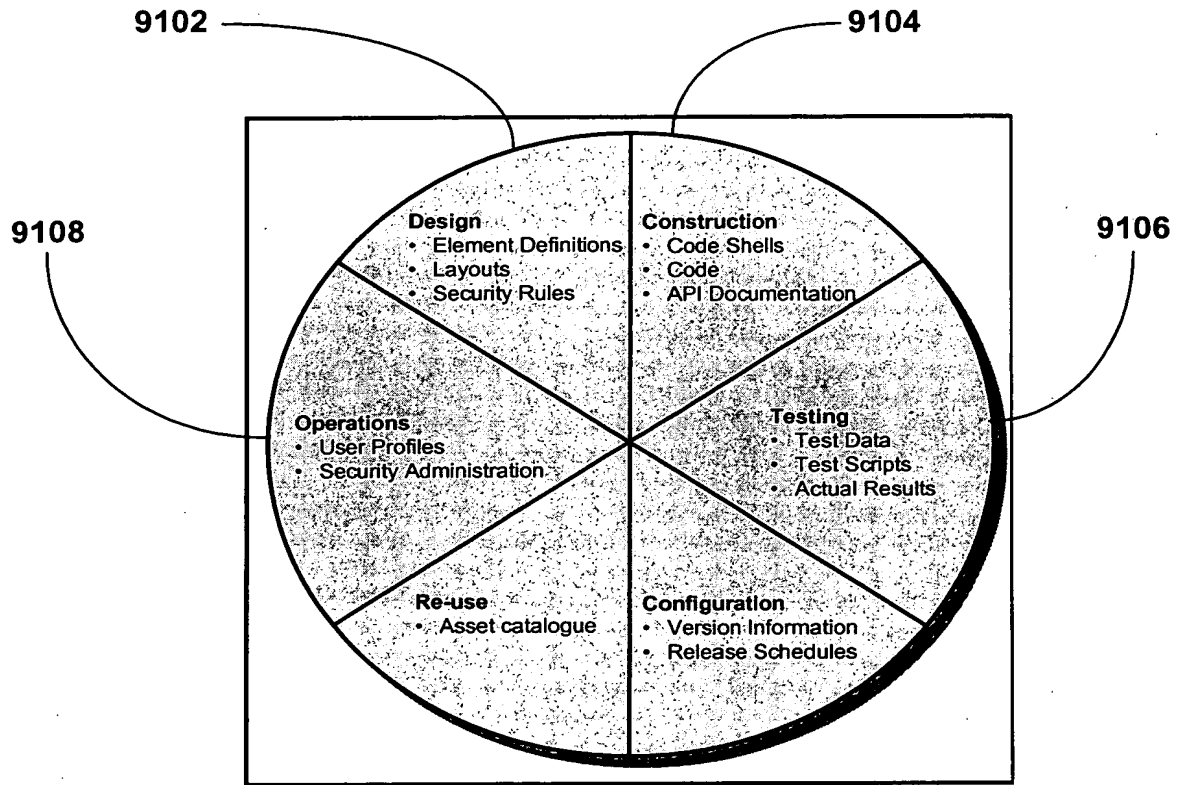 9102
9104
9108
9106
Design
• Element Definitions
• Layouts
• Security Rules
Construction
• Code Shells
• Code
• API Documentation
Operations
• User Profiles
• Security Administration
Testing
• Test Data
• Test Scripts
• Actual Results
Re-use
• Asset catalogue
Configuration
• Version Information
• Release Schedules